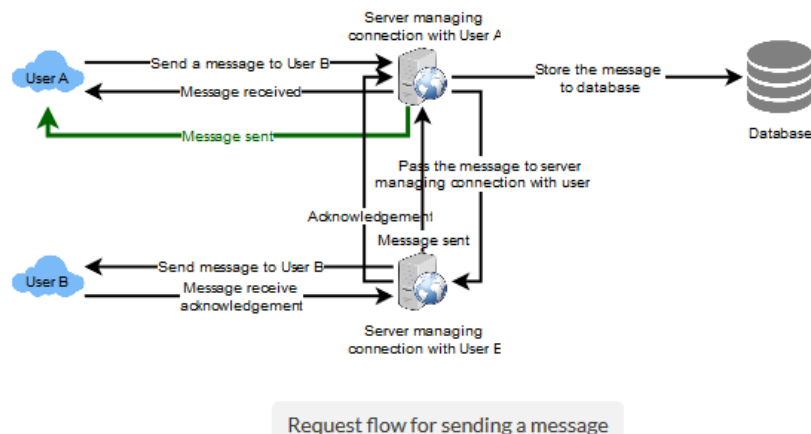 Server managing
connection with User A
User A
Send a message to User B
Message received
Message sent
Store the message
to database
Database
Pass the message to server
managing connection with user
Acknowledgement
Message sent
User B
Send message to User B
Message receive
acknowledgement
Server managing
connection with User E
Request flow for sending a message